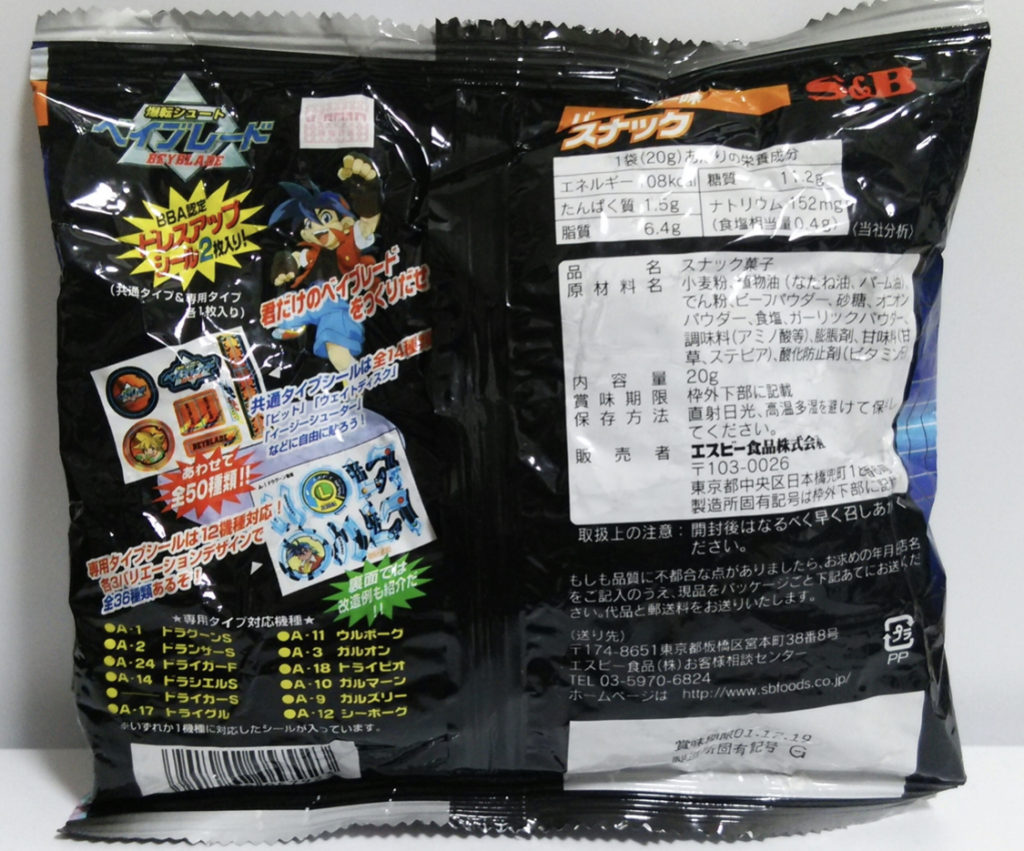 爆転シュート
ベイブレード
BEYBLADE
BBA認定
ドレスアップ
シール2枚入り!
(共通タイプ&専用タイプ
各1枚入り)
君だけのベイブレード
をつくりだせ
共通タイプシールは全14種
「ビット」「ウェイトディスク」
「イージーシューター」
などに自由に貼ろう!
BEYBLADE
あわせて
全50種類!!
専用タイプシールは12機種対応!
各3バリエーションデザインで
全36種類あるぞ!!
裏面では
改造例も紹介だ
!!
★専用タイプ対応機種★
●A-1 ドラグーンS
●A-2 ドランサーS
●A-24 ドライガーF
●A-14 ドラシエルS
●—— ドライガーS
●A-17 トライグル
●A-11 ウルボーグ
●A-3 ガルオン
●A-18 トライピオ
●A-10 ガルマーン
●A-9 ガルズリー
●A-12 シーボーグ
※いずれか1機種に対応したシールが入っています。
S&B
味
スナック
1袋(20g)あたりの栄養成分
エネルギー 108kcal 糖質 11.2g
たんぱく質 1.5g ナトリウム 152mg
脂質 6.4g (食塩相当量0.4g)
(当社分析)
品名 スナック菓子
原材料名 小麦粉、植物油(なたね油、パーム油)
でん粉、ビーフパウダー、砂糖、オニオン
パウダー、食塩、ガーリックパウダー、
調味料(アミノ酸等)、膨脹剤、甘味料(甘
草、ステビア)、酸化防止剤(ビタミン
内容量 20g
賞味期限 枠外下部に記載
保存方法 直射日光、高温多湿を避けて保
てください。
販売者 エスビー食品株式会社
〒103-0026
東京都中央区日本橋兜町
製造所固有記号は枠外下部に記
取扱上の注意:開封後はなるべく早く召しあがく
ださい。
もしも品質に不都合な点がありましたら、お求めの年月日店名
をご記入のうえ、現品をパッケージごと下記あてにお送りくだ
さい。代品と郵送料をお送りいたします。
(送り先)
〒174-8651東京都板橋区宮本町38番8号
エスビー食品(株)お客様相談センター
TEL 03-5970-6824
ホームページは http://www.sbfoods.co.jp/
プラ
PP
賞味期限01.12.19
製造所固有記号 G